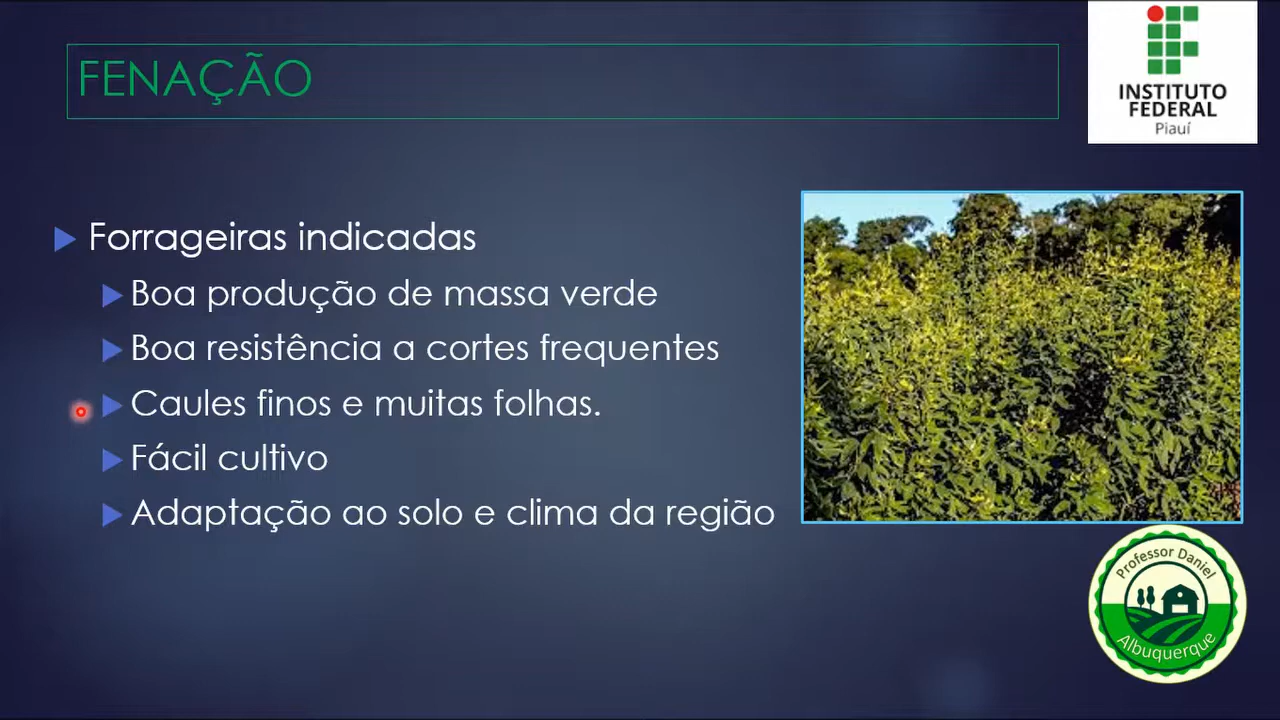 FENAÇÃO
INSTITUTO
FEDERAL
Piauí
Forrageiras indicadas
Boa produção de massa verde
Boa resistência a cortes frequentes
Caules finos e muitas folhas.
Fácil cultivo
Adaptação ao solo e clima da região
Professor Daniel
Albuquerque